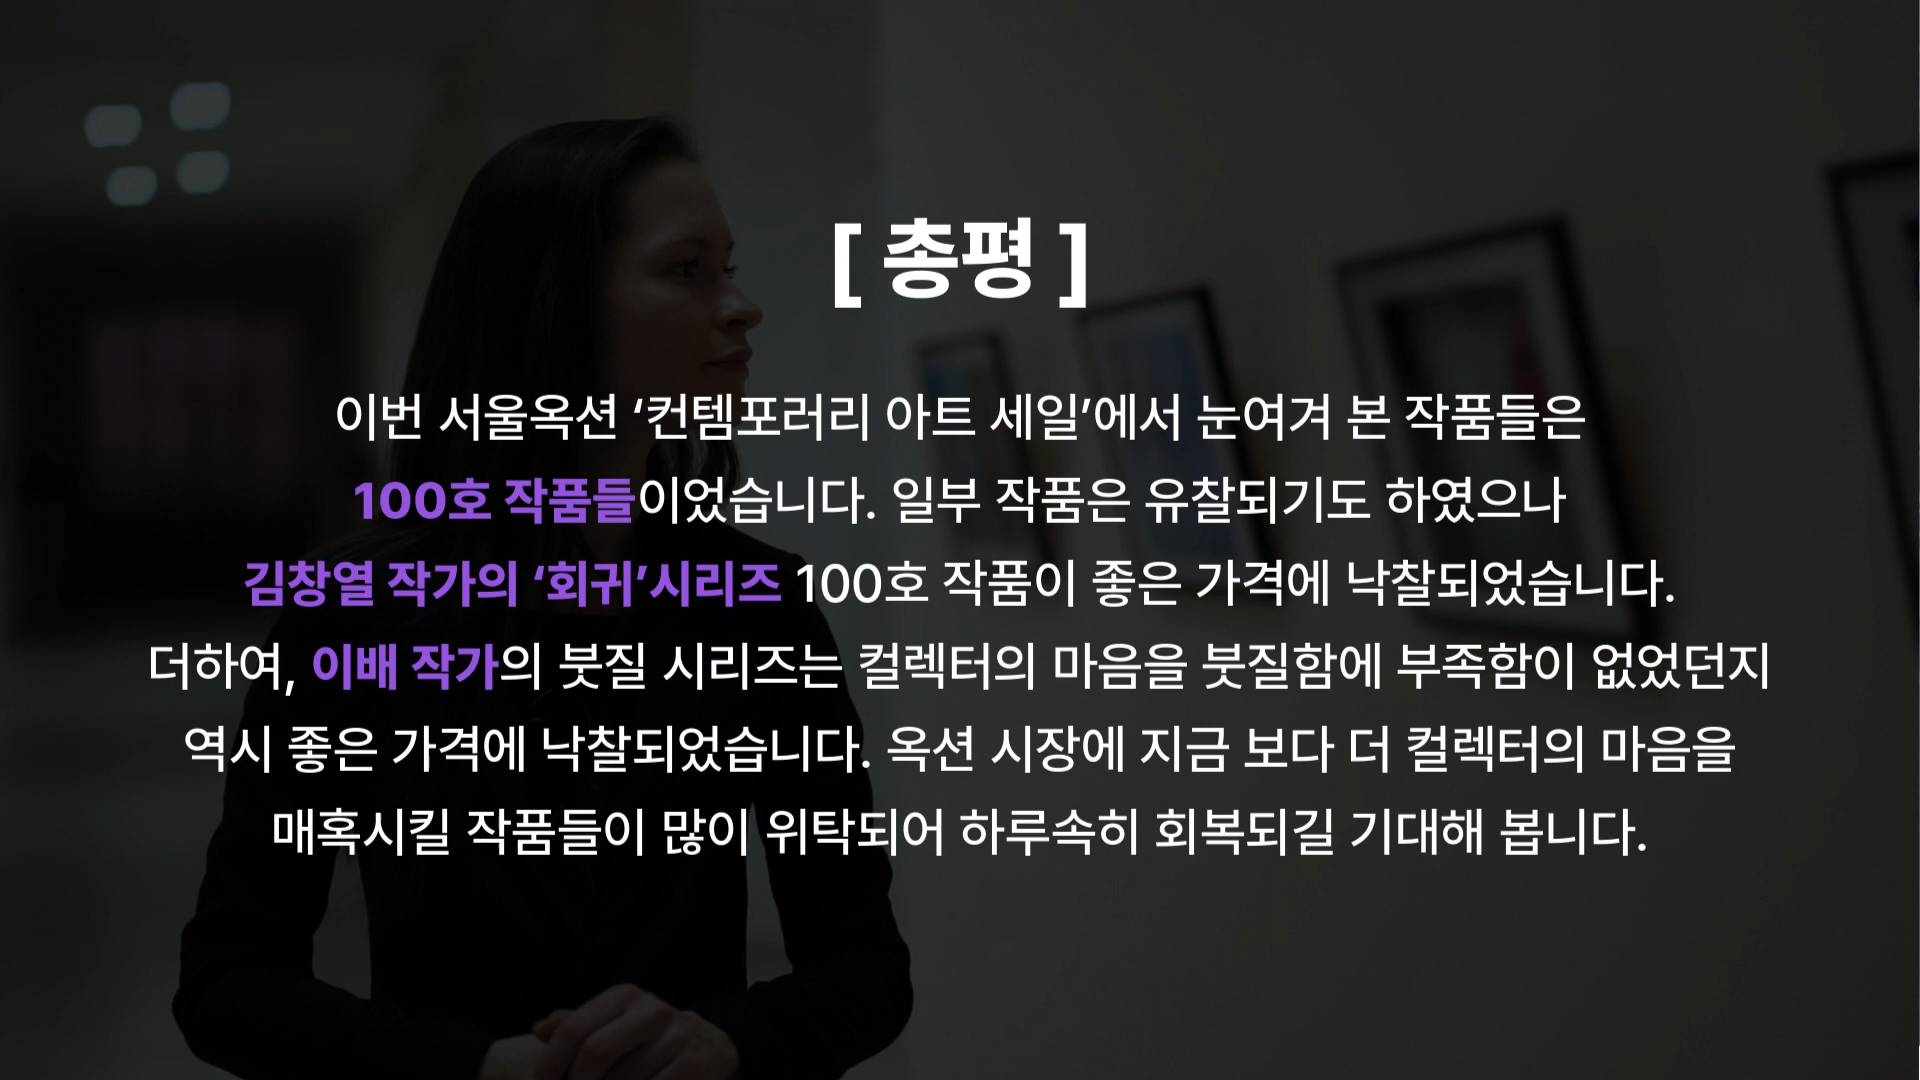 [ 총평 ]
이번 서울옥션 ‘컨템포러리 아트 세일’에서 눈여겨 본 작품들은
100호 작품들이었습니다. 일부 작품은 유찰되기도 하였으나
김창열 작가의 ‘회귀’시리즈 100호 작품이 좋은 가격에 낙찰되었습니다.
더하여, 이배 작가의 붓질 시리즈는 컬렉터의 마음을 붓질함에 부족함이 없었던지
역시 좋은 가격에 낙찰되었습니다. 옥션 시장에 지금 보다 더 컬렉터의 마음을
매혹시킬 작품들이 많이 위탁되어 하루속히 회복되길 기대해 봅니다.